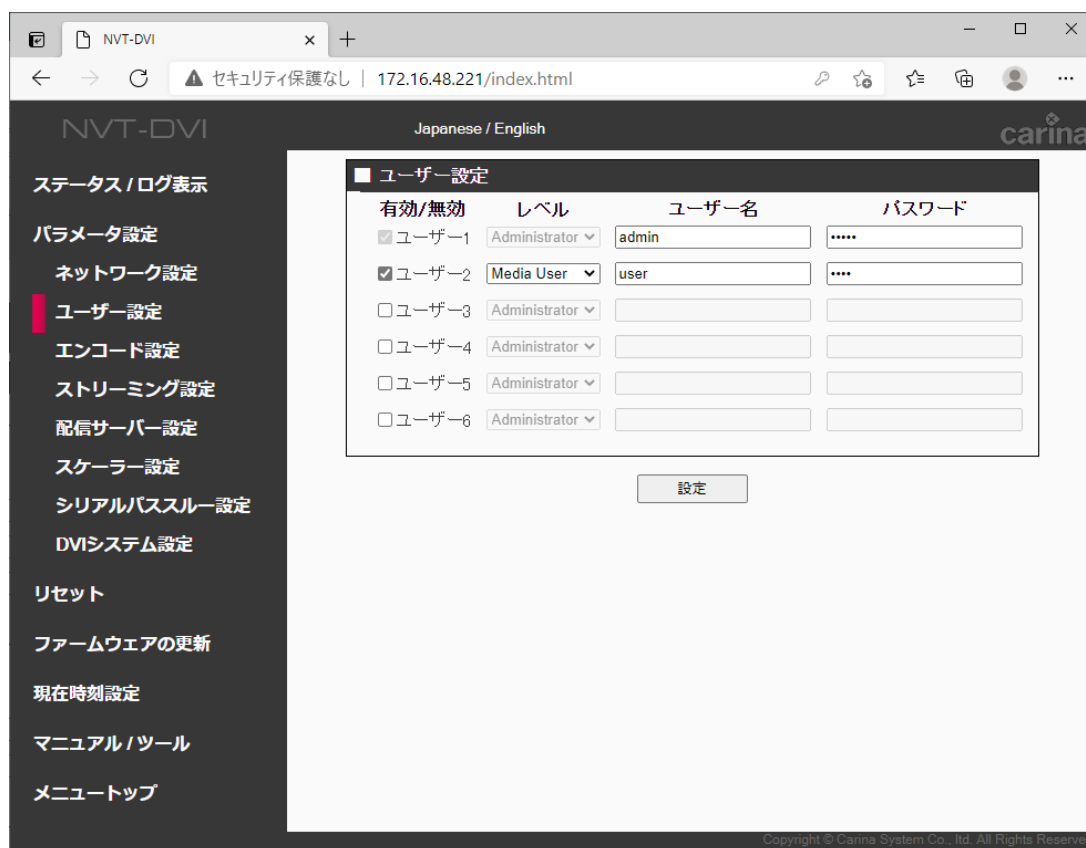 NVT-DVI
セキュリティ保護なし | 172.16.48.221/index.html
NVT-DVI
Japanese / English
carina
ステータス / ログ表示
パラメータ設定
ネットワーク設定
ユーザー設定
エンコード設定
ストリーミング設定
配信サーバー設定
スケーラー設定
シリアルパススルー設定
DVIシステム設定
リセット
ファームウェアの更新
現在時刻設定
マニュアル / ツール
メニュートップ
ユーザー設定
有効/無効 レベル ユーザー名 パスワード
ユーザー1 Administrator admin •••••
ユーザー2 Media User user ••••
ユーザー3 Administrator
ユーザー4 Administrator
ユーザー5 Administrator
ユーザー6 Administrator
設定
Copyright © Carina System Co., ltd. All Rights Reserve